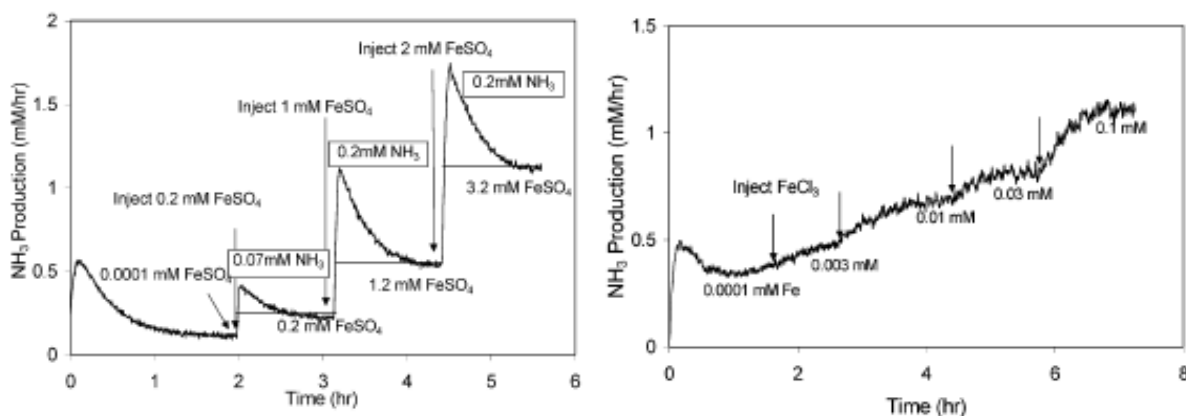 2
1.5
1
0.5
0
0 1 2 3 4 5 6
NH₃ Production (mM/hr)
Time (hr)
Inject 2 mM FeSO₄
0.2mM NH₃
Inject 1 mM FeSO₄
0.2mM NH₃
3.2 mM FeSO₄
Inject 0.2 mM FeSO₄
0.07mM NH₃
0.0001 mM FeSO₄
1.2 mM FeSO₄
0.2 mM FeSO₄
1.5
1
0.5
0
0 2 4 6 8
NH₃ Production (mM/hr)
Time (hr)
0.1 mM
Inject FeCl₃
0.03 mM
0.01 mM
0.003 mM
0.0001 mM Fe